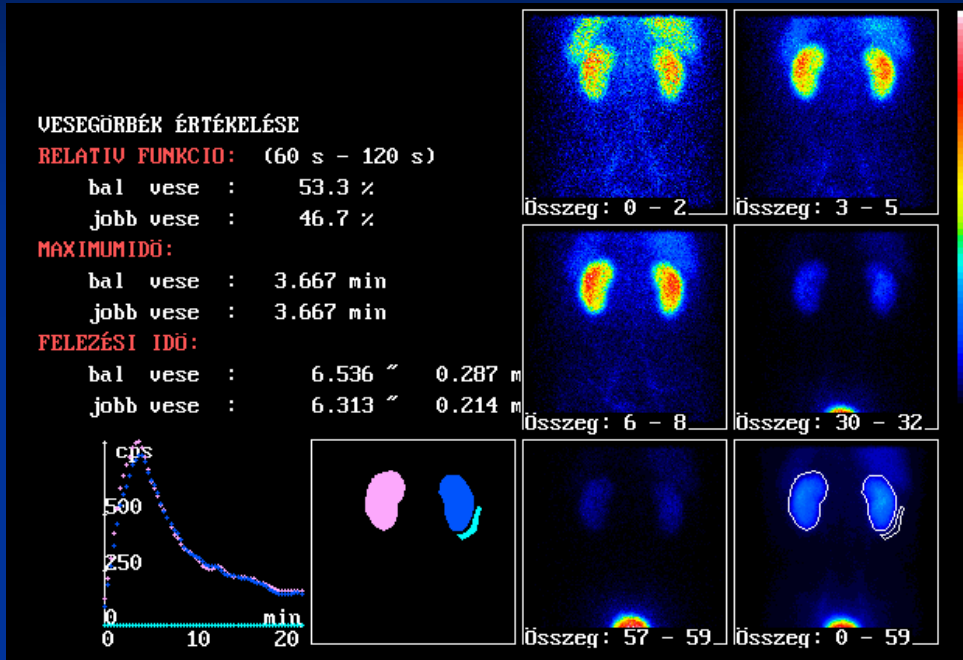 VESEGÖRBÉK ÉRTÉKELÉSE
RELATIV FUNKCIO: (60 s - 120 s)
bal vese : 53.3 %
jobb vese : 46.7 %
MAXIMUMIDÖ:
bal vese : 3.667 min
jobb vese : 3.667 min
FELEZÉSI IDÖ:
bal vese : 6.536 ″ 0.287 m
jobb vese : 6.313 ″ 0.214 m
Összeg: 0 - 2
Összeg: 3 - 5
Összeg: 6 - 8
Összeg: 30 - 32
cps
500
250
0
min
0 10 20
Összeg: 57 - 59
Összeg: 0 - 59